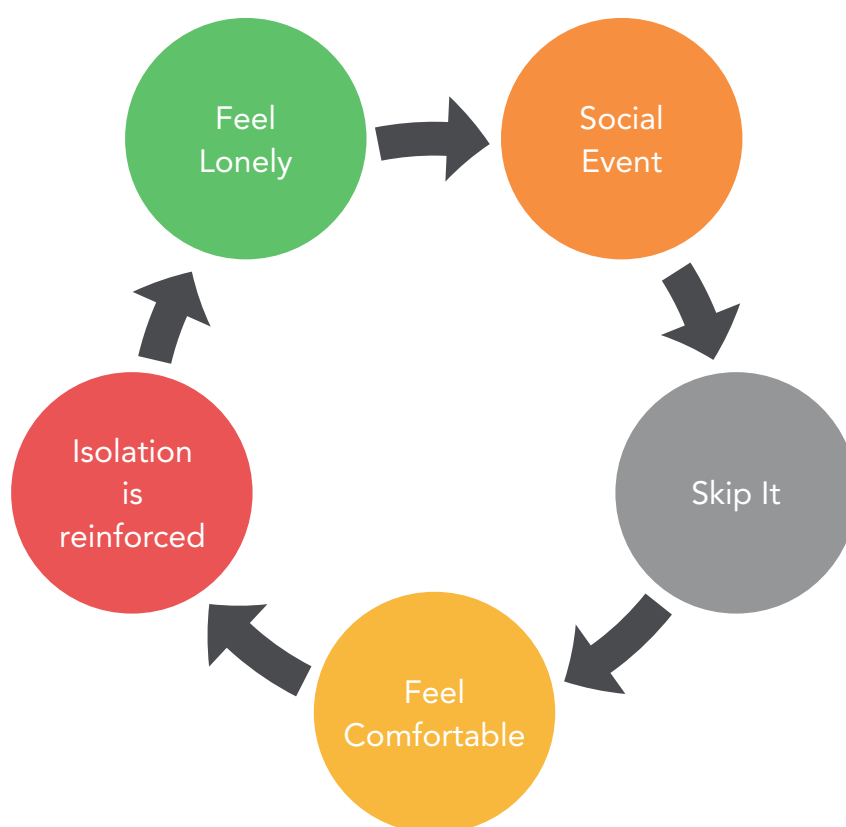 Feel
Lonely
Social
Event
Skip It
Feel
Comfortable
Isolation
is
reinforced